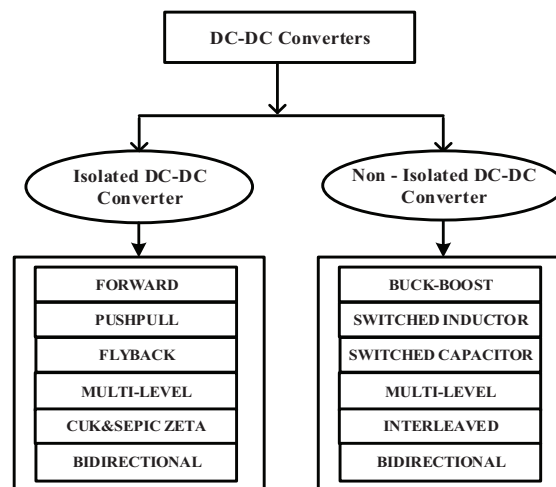 DC-DC Converters
Isolated DC-DC
Converter
Non - Isolated DC-DC
Converter
FORWARD
PUSHPULL
FLYBACK
MULTI-LEVEL
CUK&SEPIC ZETA
BIDIRECTIONAL
BUCK-BOOST
SWITCHED INDUCTOR
SWITCHED CAPACITOR
MULTI-LEVEL
INTERLEAVED
BIDIRECTIONAL